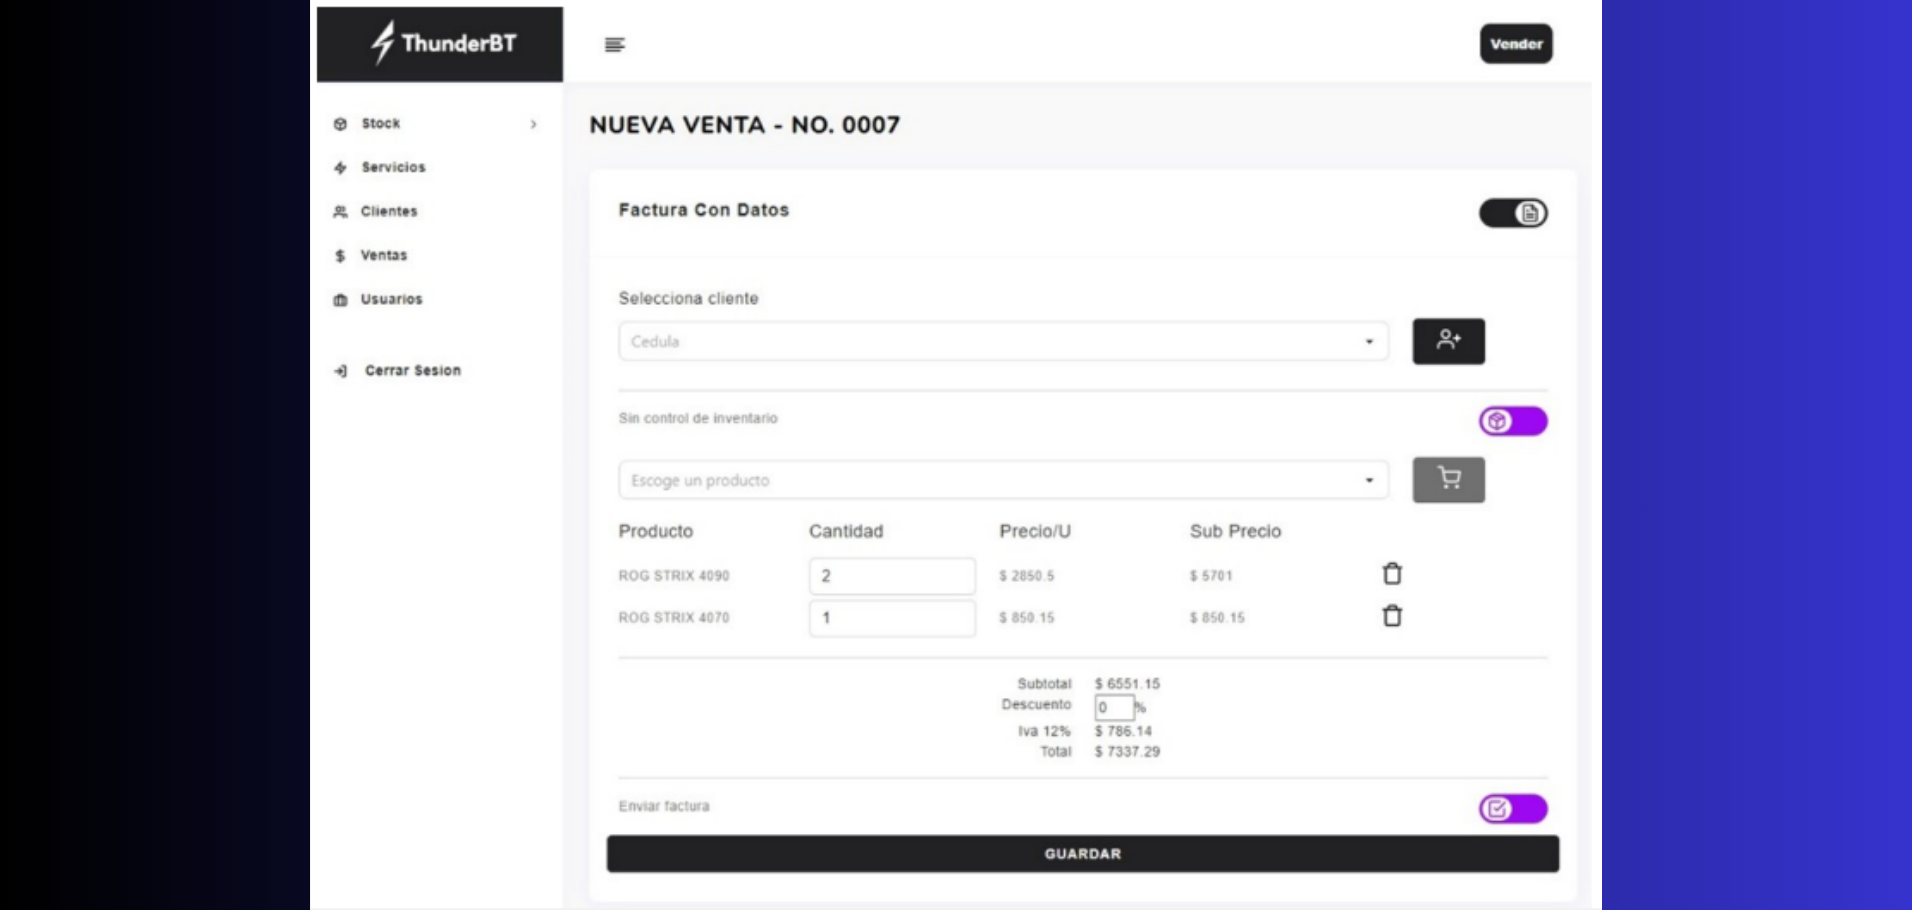 ThunderBT
Vender
Stock
Servicios
Clientes
Ventas
Usuarios
Cerrar Sesion
NUEVA VENTA - NO. 0007
Factura Con Datos
Selecciona cliente
Cedula
Sin control de inventario
Escoge un producto
Producto Cantidad Precio/U Sub Precio
ROG STRIX 4090 2 $ 2850.5 $ 5701
ROG STRIX 4070 1 $ 850.15 $ 850.15
Subtotal $ 6551.15
Descuento 0 %
Iva 12% $ 786.14
Total $ 7337.29
Enviar factura
GUARDAR